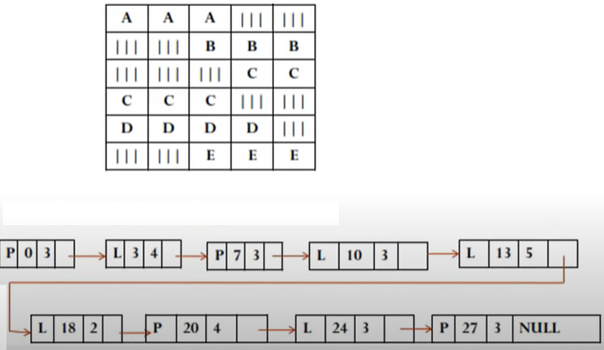 A A A ||| |||
||| ||| B B B
||| ||| ||| C C
C C C ||| |||
D D D D |||
||| ||| E E E
P 0 3 L 3 4 P 7 3 L 10 3 L 13 5
L 18 2 P 20 4 L 24 3 P 27 3 NULL